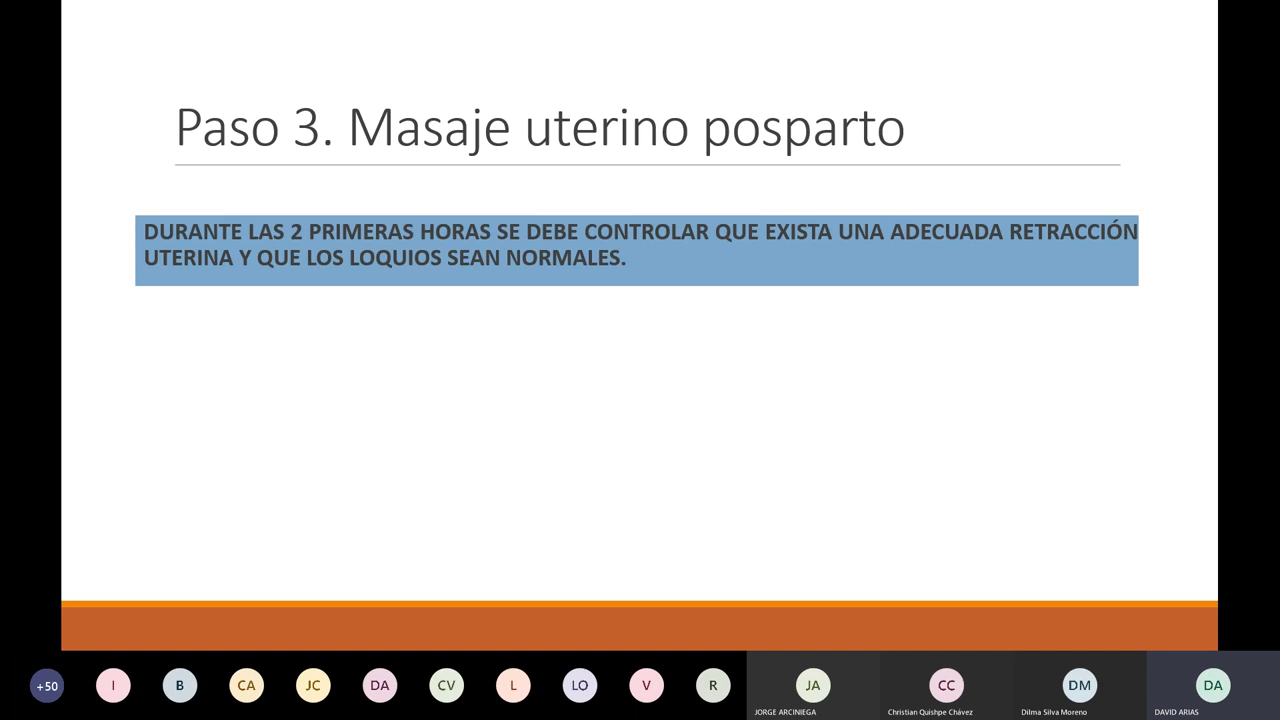 Paso 3. Masaje uterino posparto
DURANTE LAS 2 PRIMERAS HORAS SE DEBE CONTROLAR QUE EXISTA UNA ADECUADA RETRACCIÓN
UTERINA Y QUE LOS LOQUIOS SEAN NORMALES.
+50 I B CA JC DA CV L LO V R JA CC DM DA
JORGE ARCINIEGA Christian Quishpe Chávez Dilma Silva Moreno DAVID ARIAS